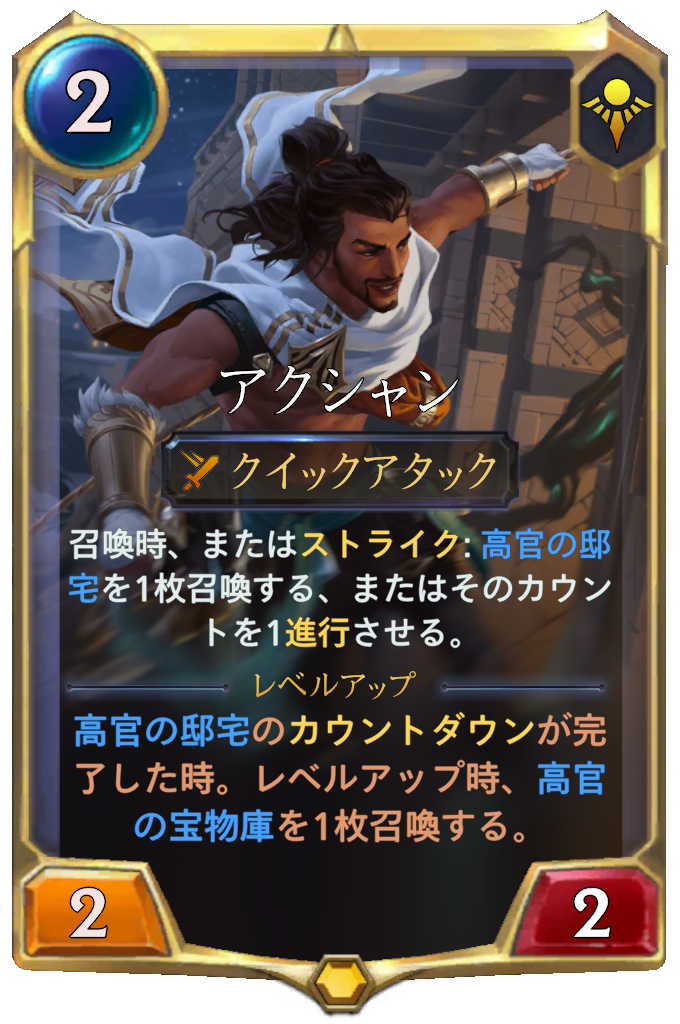 2
アクシャン
クイックアタック
召喚時、またはストライク: 高官の邸
宅を1枚召喚する、またはそのカウン
トを1進行させる。
レベルアップ
高官の邸宅のカウントダウンが完
了した時。レベルアップ時、高官
の宝物庫を1枚召喚する。
2
2